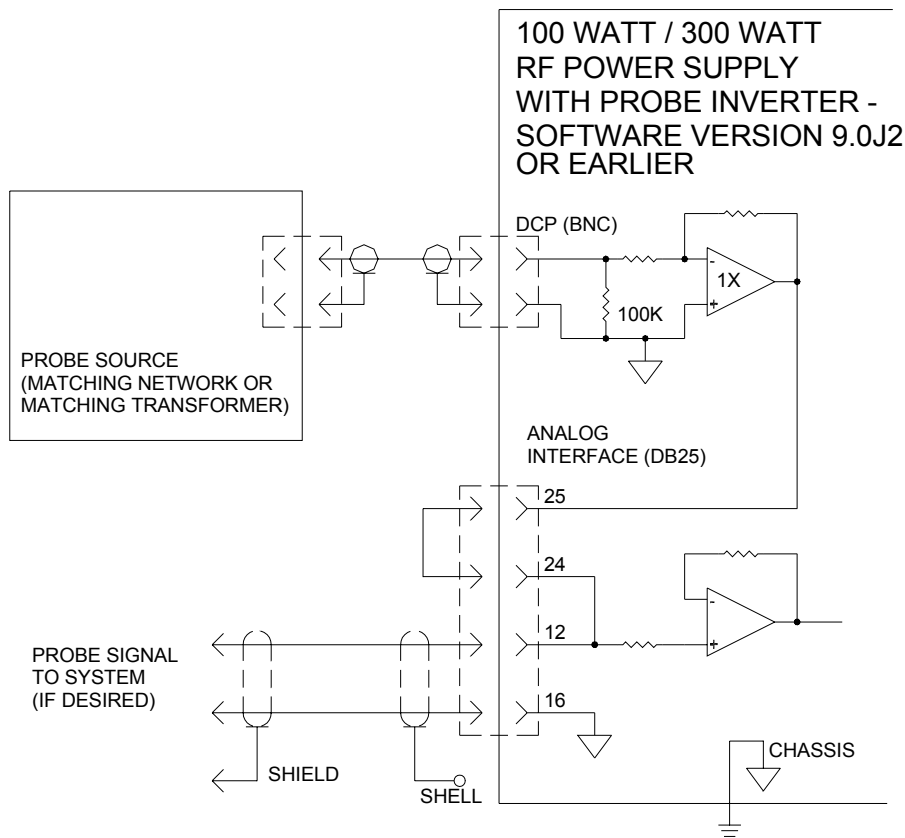 100 WATT / 300 WATT
RF POWER SUPPLY
WITH PROBE INVERTER -
SOFTWARE VERSION 9.0J2
OR EARLIER
DCP (BNC)
-
1X
+
100K
PROBE SOURCE
(MATCHING NETWORK OR
MATCHING TRANSFORMER)
ANALOG
INTERFACE (DB25)
25
24
-
12
+
PROBE SIGNAL
TO SYSTEM
(IF DESIRED)
16
CHASSIS
SHIELD
SHELL